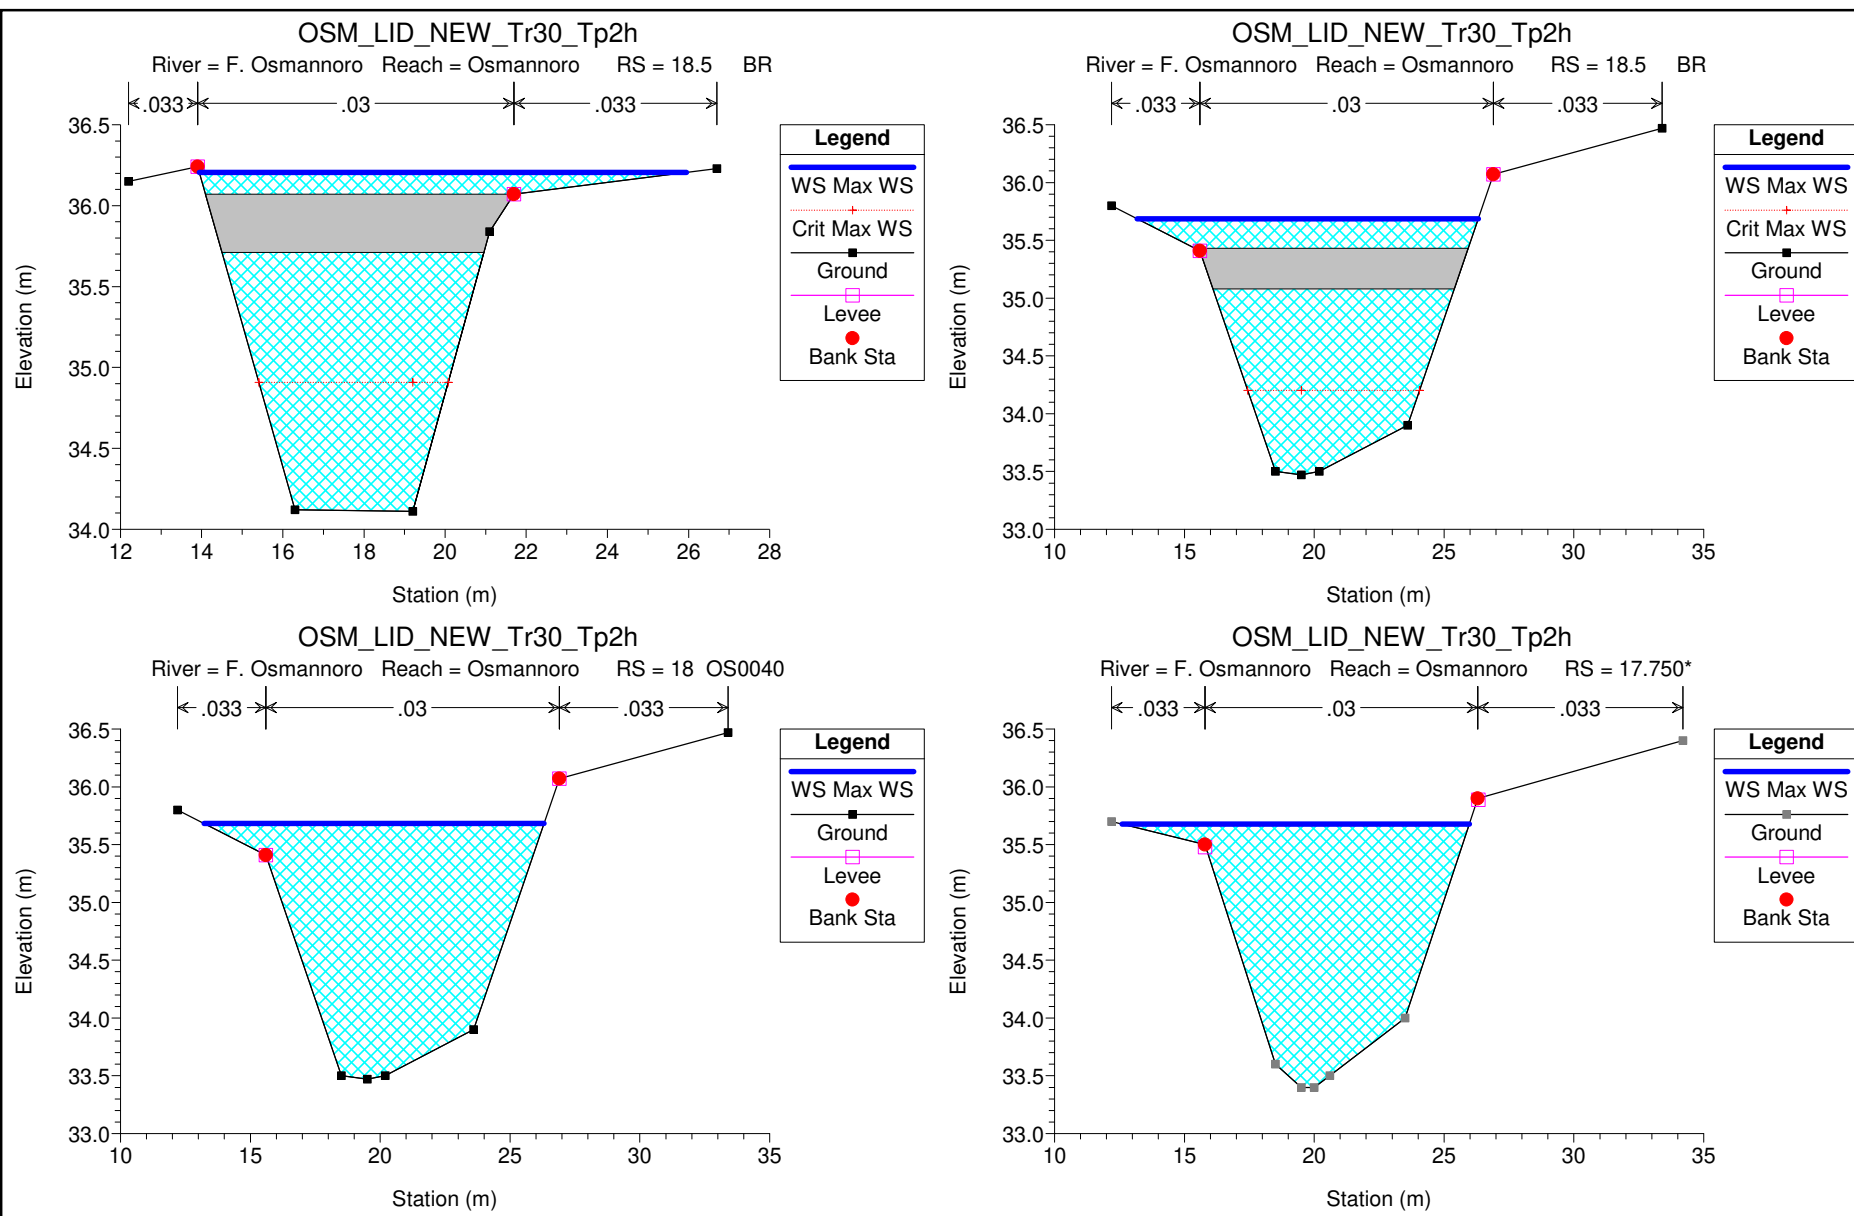 OSM_LID_NEW_Tr30_Tp2h
River = F. Osmannoro Reach = Osmannoro RS = 18.5 BR
.033 .03 .033
36.5
36.0
35.5
35.0
34.5
34.0
Elevation (m)
12 14 16 18 20 22 24 26 28
Station (m)
Legend
WS Max WS
Crit Max WS
Ground
Levee
Bank Sta
OSM_LID_NEW_Tr30_Tp2h
River = F. Osmannoro Reach = Osmannoro RS = 18.5 BR
.033 .03 .033
36.5
36.0
35.5
35.0
34.5
34.0
33.5
33.0
Elevation (m)
10 15 20 25 30 35
Station (m)
Legend
WS Max WS
Crit Max WS
Ground
Levee
Bank Sta
OSM_LID_NEW_Tr30_Tp2h
River = F. Osmannoro Reach = Osmannoro RS = 18 OS0040
.033 .03 .033
36.5
36.0
35.5
35.0
34.5
34.0
33.5
33.0
Elevation (m)
10 15 20 25 30 35
Station (m)
Legend
WS Max WS
Ground
Levee
Bank Sta
OSM_LID_NEW_Tr30_Tp2h
River = F. Osmannoro Reach = Osmannoro RS = 17.750*
.033 .03 .033
36.5
36.0
35.5
35.0
34.5
34.0
33.5
33.0
Elevation (m)
10 15 20 25 30 35
Station (m)
Legend
WS Max WS
Ground
Levee
Bank Sta